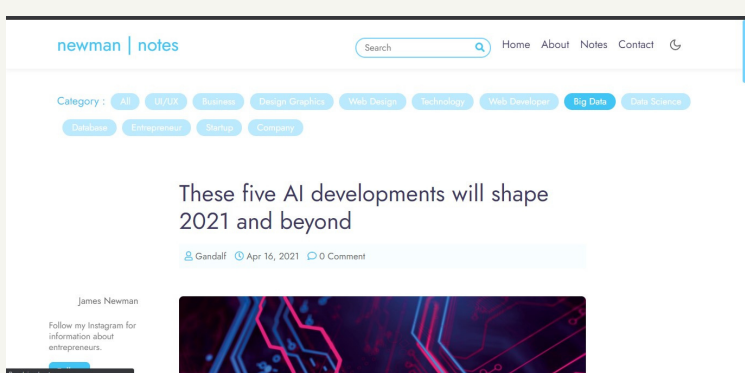 newman | notes
Search
Home About Notes Contact
Category : All UI/UX Business Design Graphics Web Design Technology Web Developer Big Data Data Science
Database Entrepreneur Startup Company
These five AI developments will shape
2021 and beyond
Gandalf Apr 16, 2021 0 Comment
James Newman
Follow my Instagram for
information about
entrepreneurs.